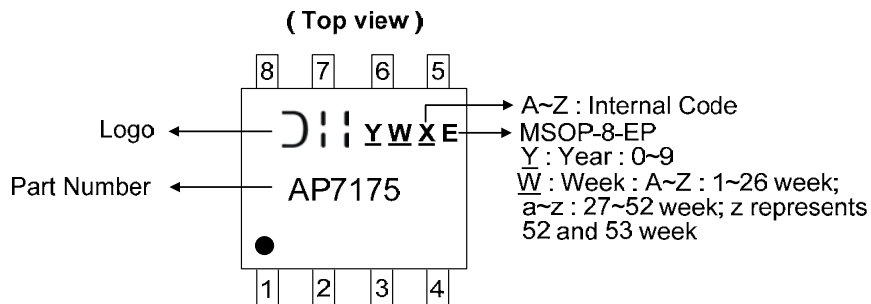 ( Top view )
8 7 6 5
Logo
Y W X E
A~Z : Internal Code
MSOP-8-EP
Y : Year : 0~9
Part Number
AP7175
W : Week : A~Z : 1~26 week;
a~z : 27~52 week; z represents
52 and 53 week
1 2 3 4